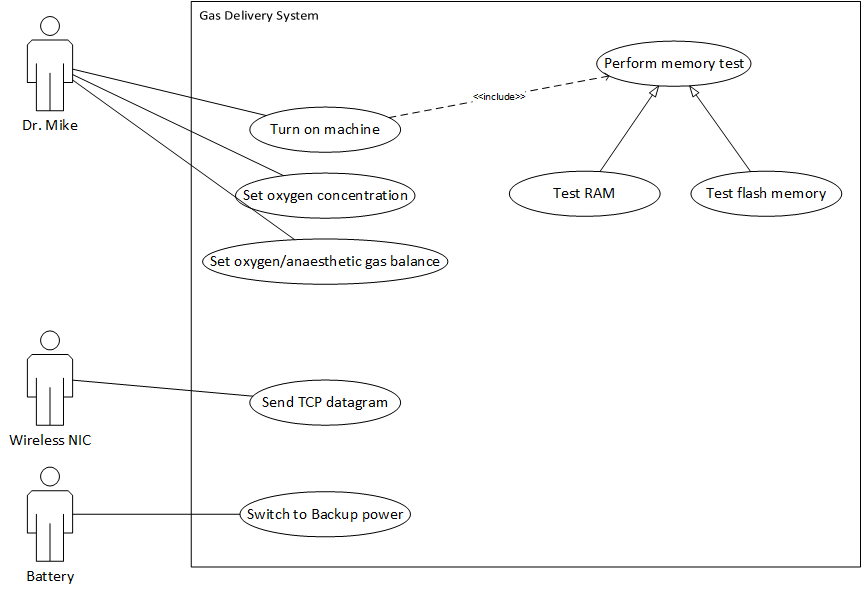 Gas Delivery System
Dr. Mike
Perform memory test
<<include>>
Turn on machine
Set oxygen concentration
Test RAM
Test flash memory
Set oxygen/anaesthetic gas balance
Wireless NIC
Send TCP datagram
Battery
Switch to Backup power